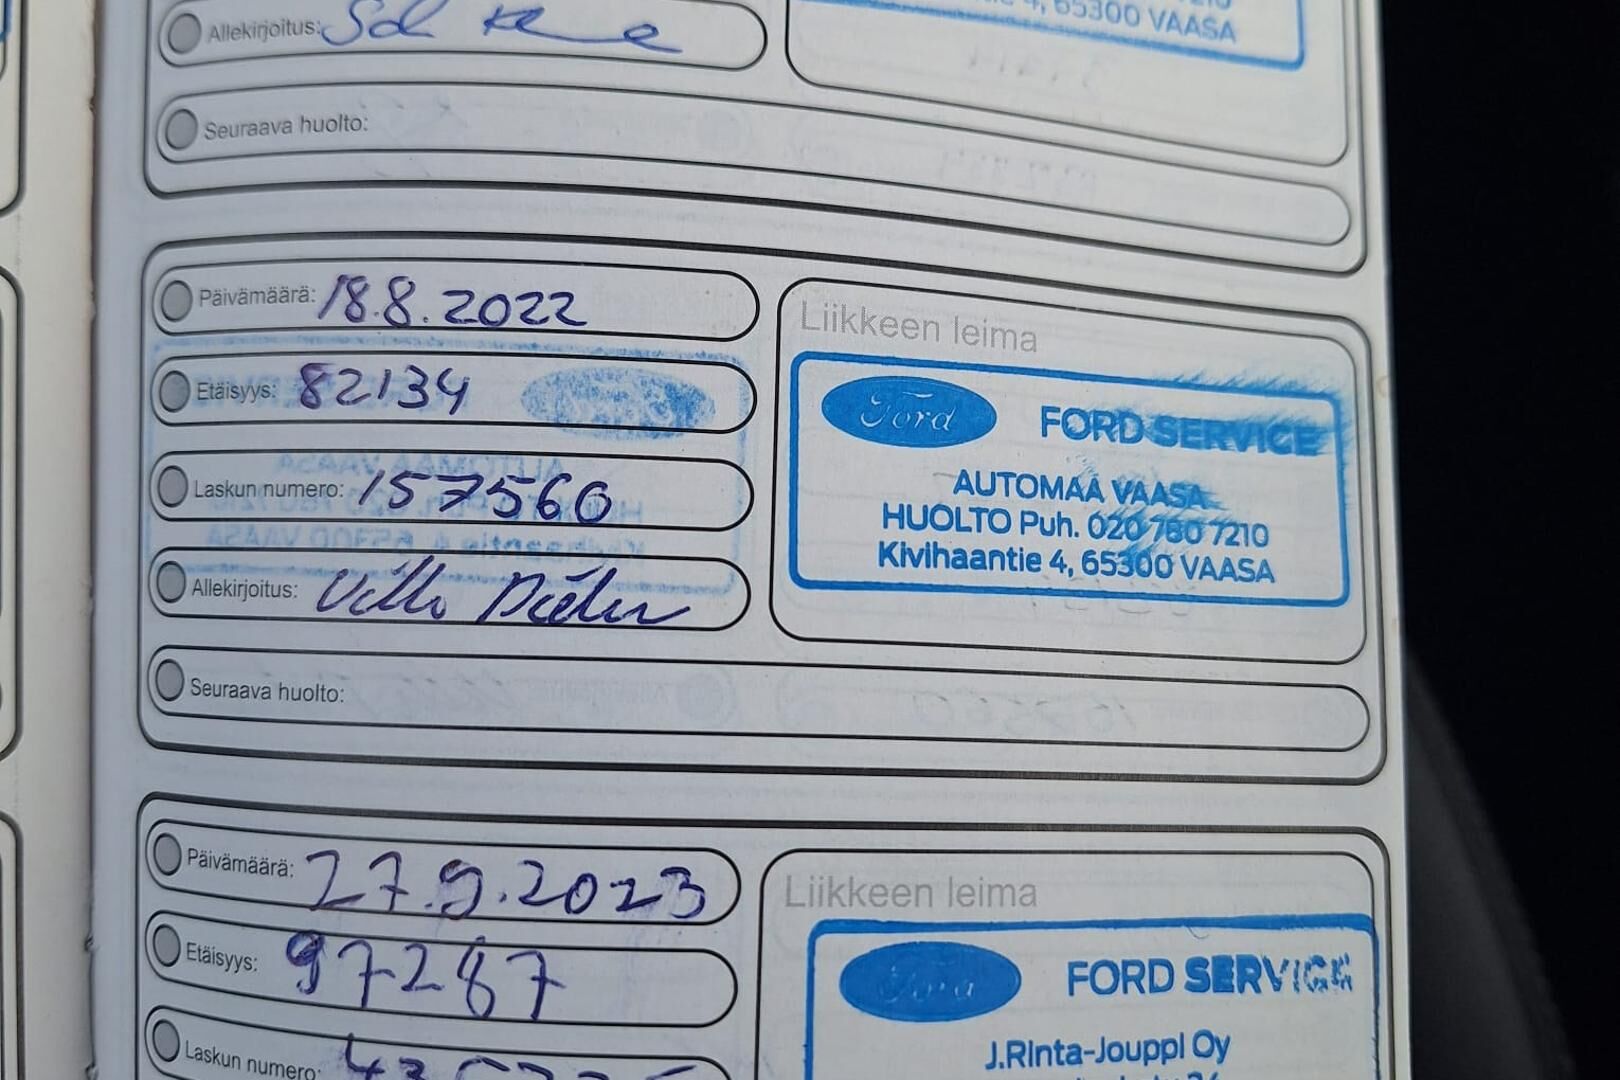 Allekirjoitus:
4, 65300 VAASA
Seuraava huolto:
Päivämäärä: 18.8.2022
Liikkeen leima
Etäisyys: 82134
Ford FORD SERVICE
AUTOMAA VAASA
Laskun numero: 157560
HUOLTO Puh. 020 780 7210
Kivihaantie 4, 65300 VAASA
Allekirjoitus: Ville
Seuraava huolto:
Päivämäärä: 27.9.2023
Liikkeen leima
Etäisyys: 97287
Ford FORD SERVICE
J.Rinta-Jouppi Oy
Laskun numero: